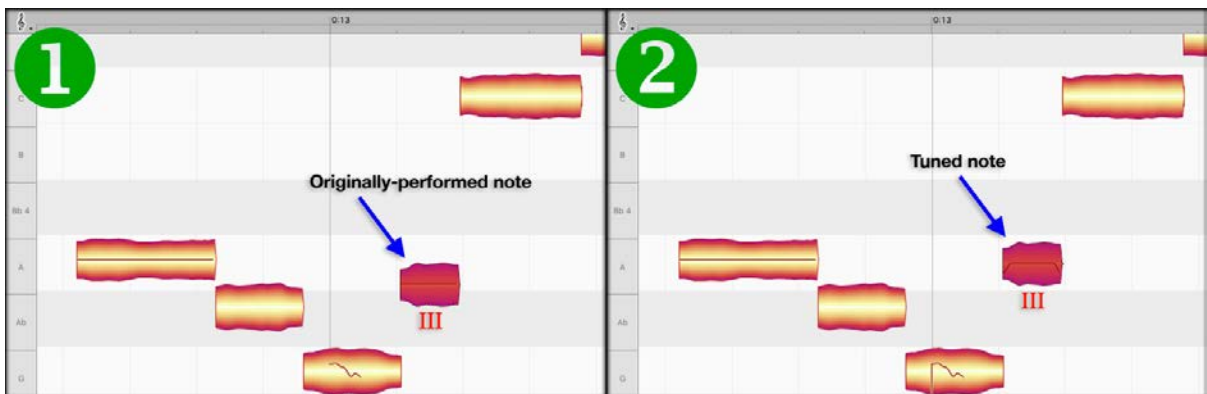 0:13
1
C
B
Originally-performed note
Bb 4
A
III
Ab
G
0:13
2
C
B
Tuned note
Bb 4
A
III
Ab
G